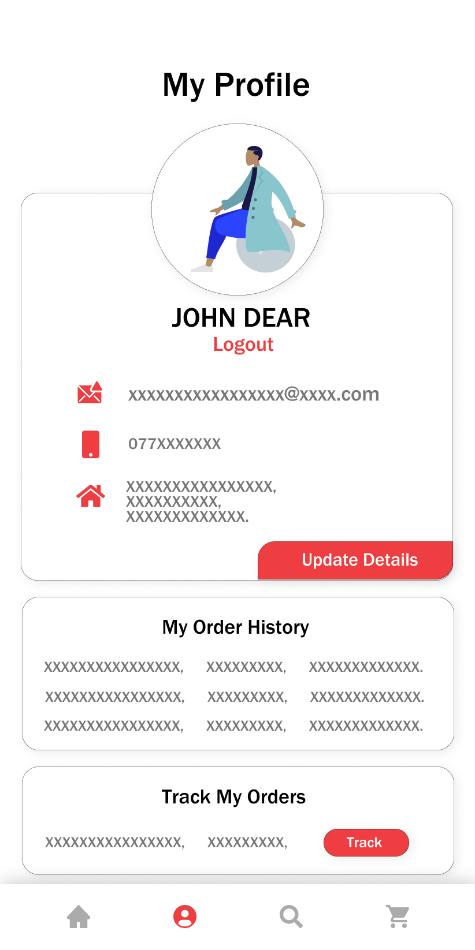 My Profile
JOHN DEAR
Logout
xxxxxxxxxxxxxxxxx@xxxx.com
077XXXXXXX
XXXXXXXXXXXXXXXX,
XXXXXXXXXX,
XXXXXXXXXXXXX.
Update Details
My Order History
XXXXXXXXXXXXXXXX, XXXXXXXXX, XXXXXXXXXXXXX.
XXXXXXXXXXXXXXXX, XXXXXXXXX, XXXXXXXXXXXXX.
XXXXXXXXXXXXXXXX, XXXXXXXXX, XXXXXXXXXXXXX.
Track My Orders
XXXXXXXXXXXXXXXX, XXXXXXXXX, Track